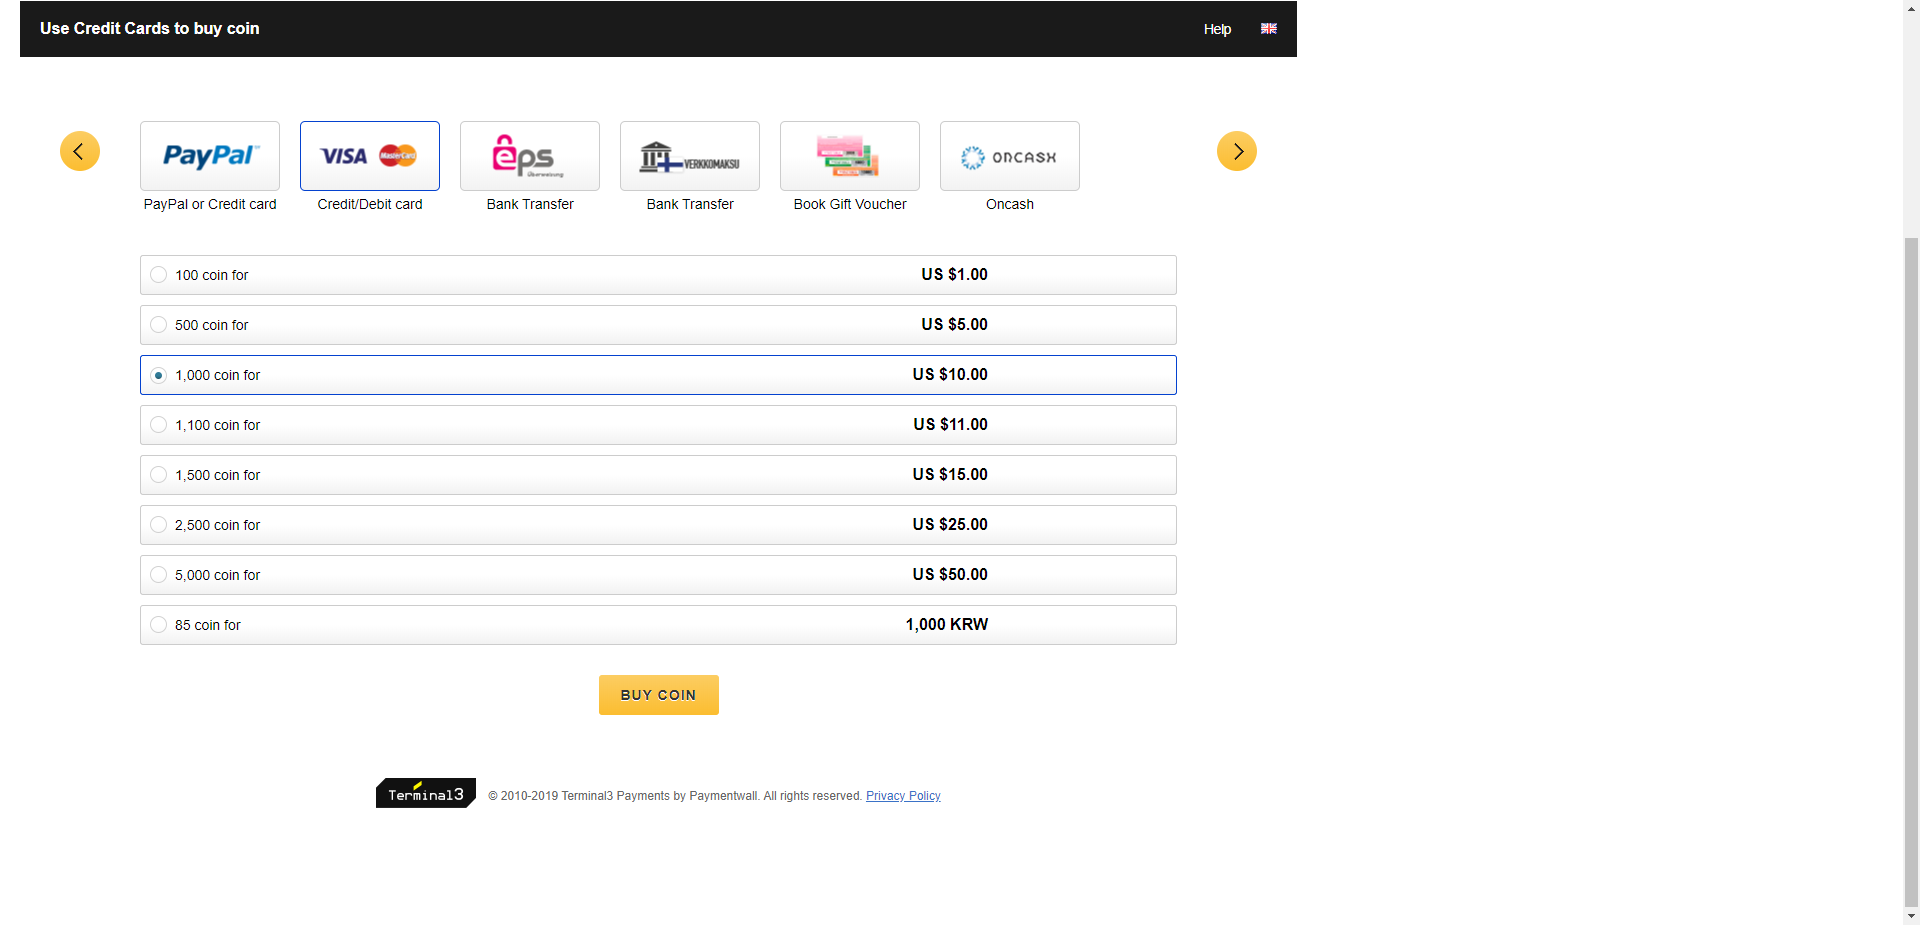 Use Credit Cards to buy coin
Help
PayPal
VISA MasterCard
eps
Überweisung
VERKKOMAKSU
ONCASH
PayPal or Credit card
Credit/Debit card
Bank Transfer
Bank Transfer
Book Gift Voucher
Oncash
100 coin for US $1.00
500 coin for US $5.00
1,000 coin for US $10.00
1,100 coin for US $11.00
1,500 coin for US $15.00
2,500 coin for US $25.00
5,000 coin for US $50.00
85 coin for 1,000 KRW
BUY COIN
Terminal3
© 2010-2019 Terminal3 Payments by Paymentwall. All rights reserved. Privacy Policy